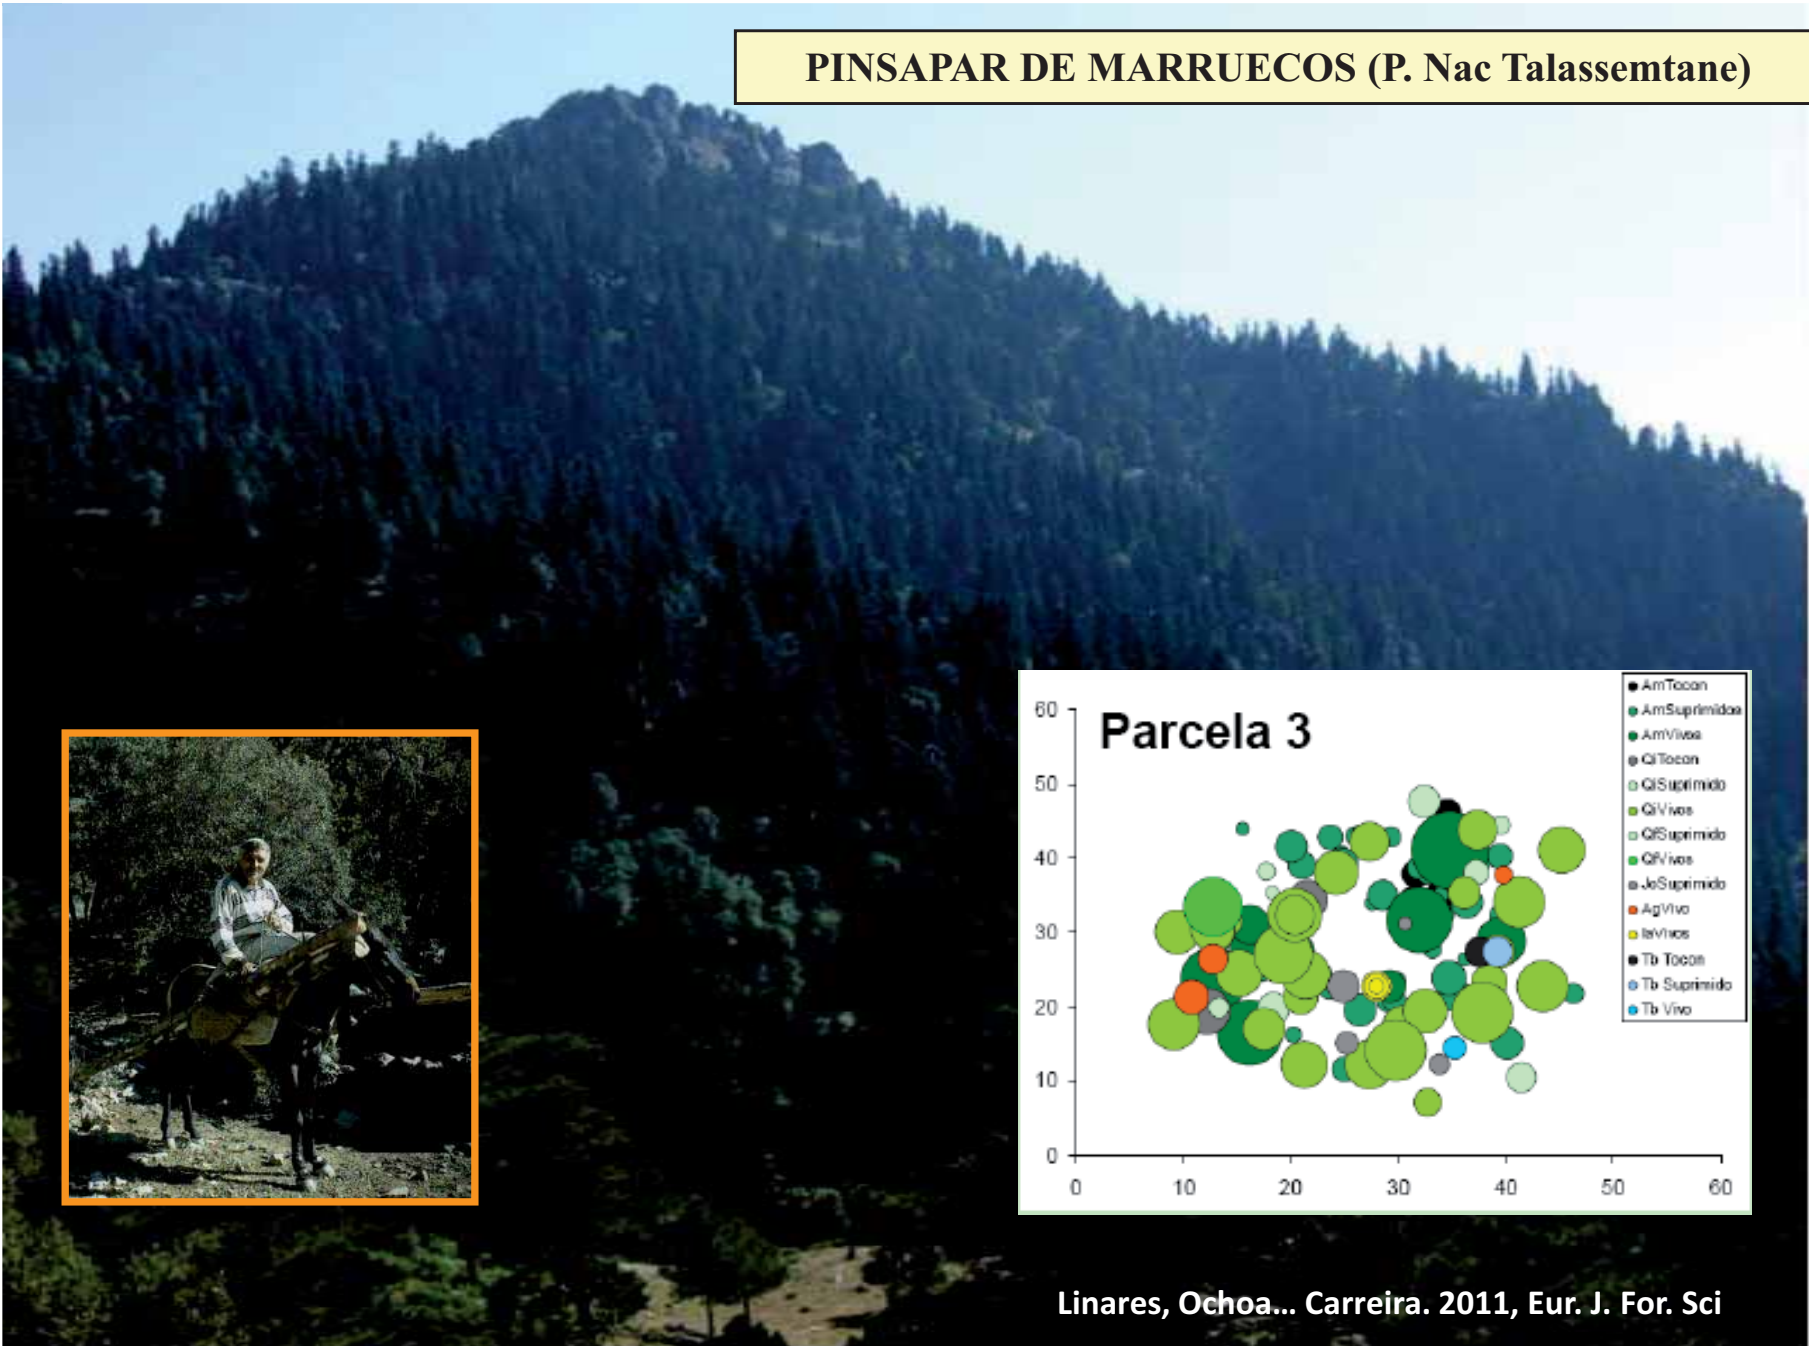 PINSAPAR DE MARRUECOS (P. Nac Talassemtane)
Parcela 3
60
50
40
30
20
10
0
0 10 20 30 40 50 60
AmTocon
AmSuprimidos
AmVivos
QiTocon
QiSuprimido
QiVivos
QfSuprimido
QfVivos
JoSuprimido
AgVivo
IaVivos
Tb Tocon
Tb Suprimido
Tb Vivo
Linares, Ochoa... Carreira. 2011, Eur. J. For. Sci